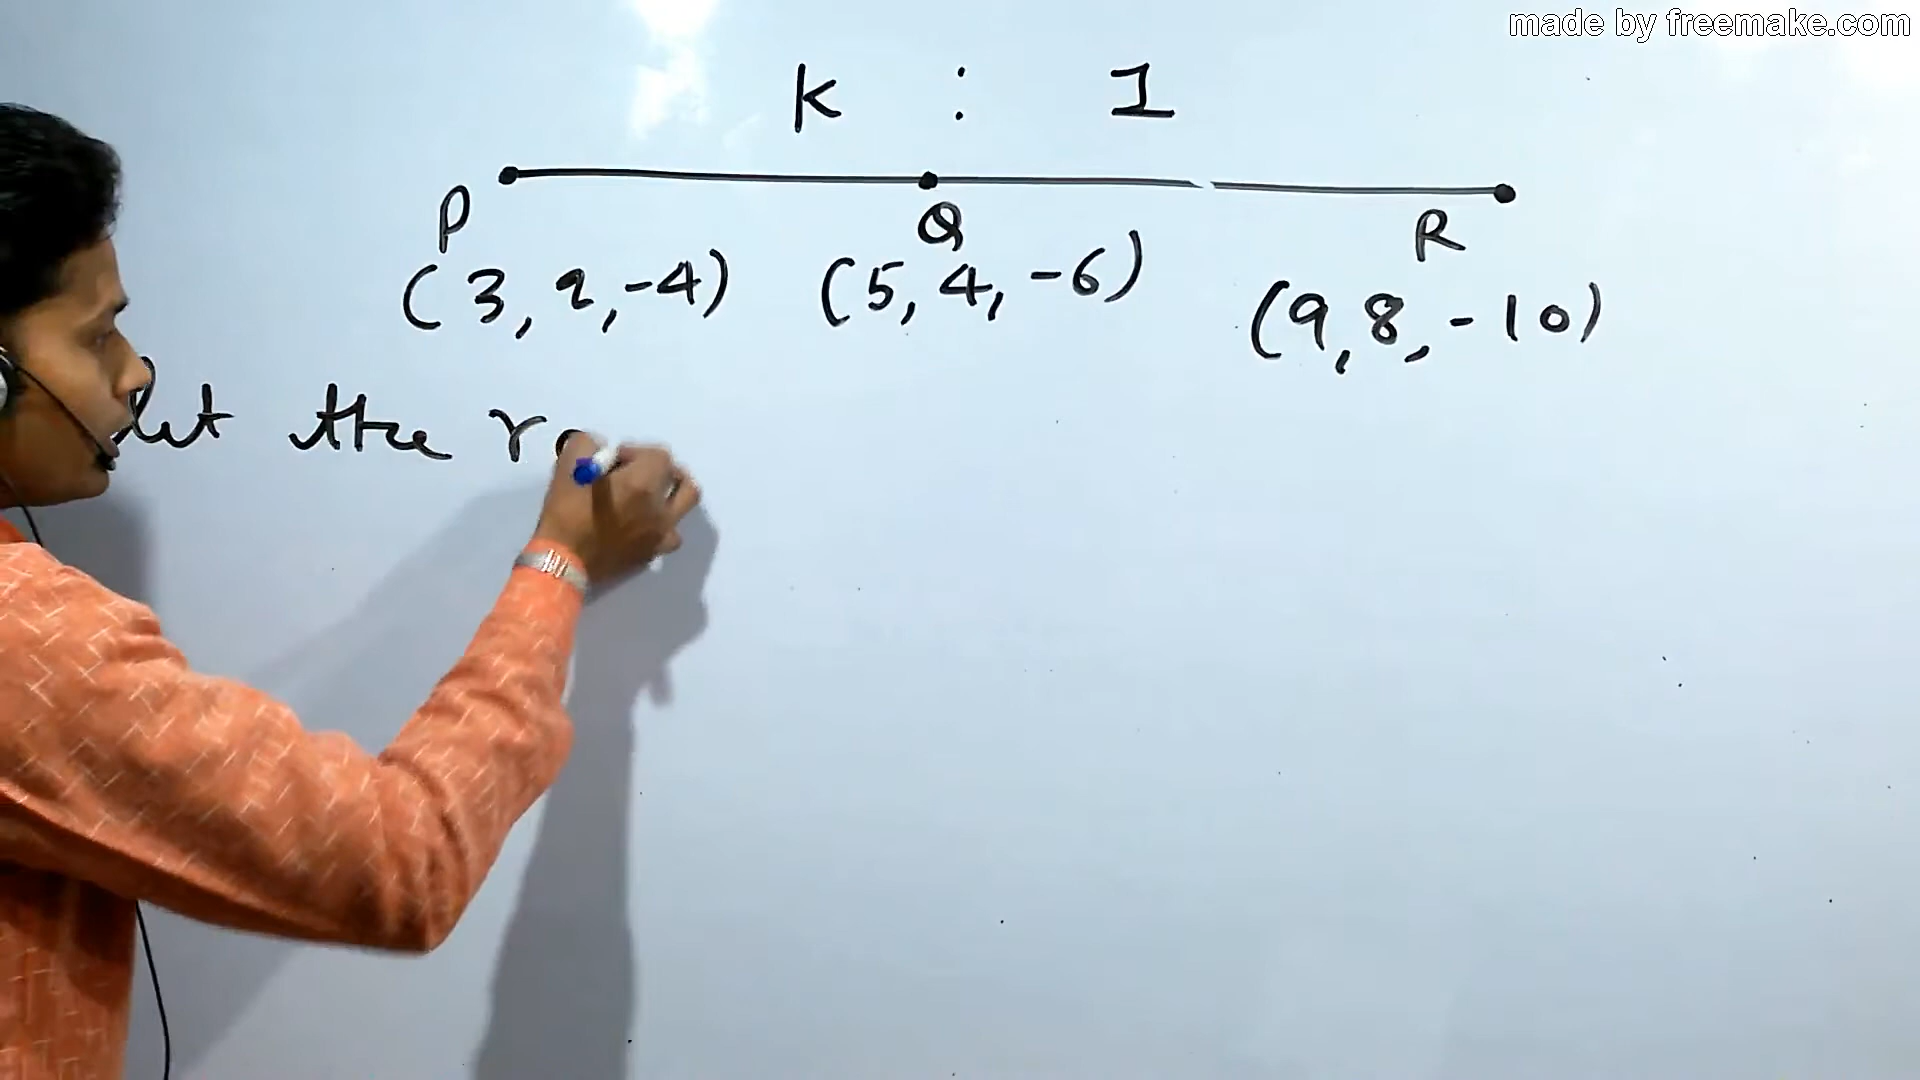 made by freemake.com
K : 1
P Q R
(3, 2, -4) (5, 4, -6) (9, 8, -10)
let the r